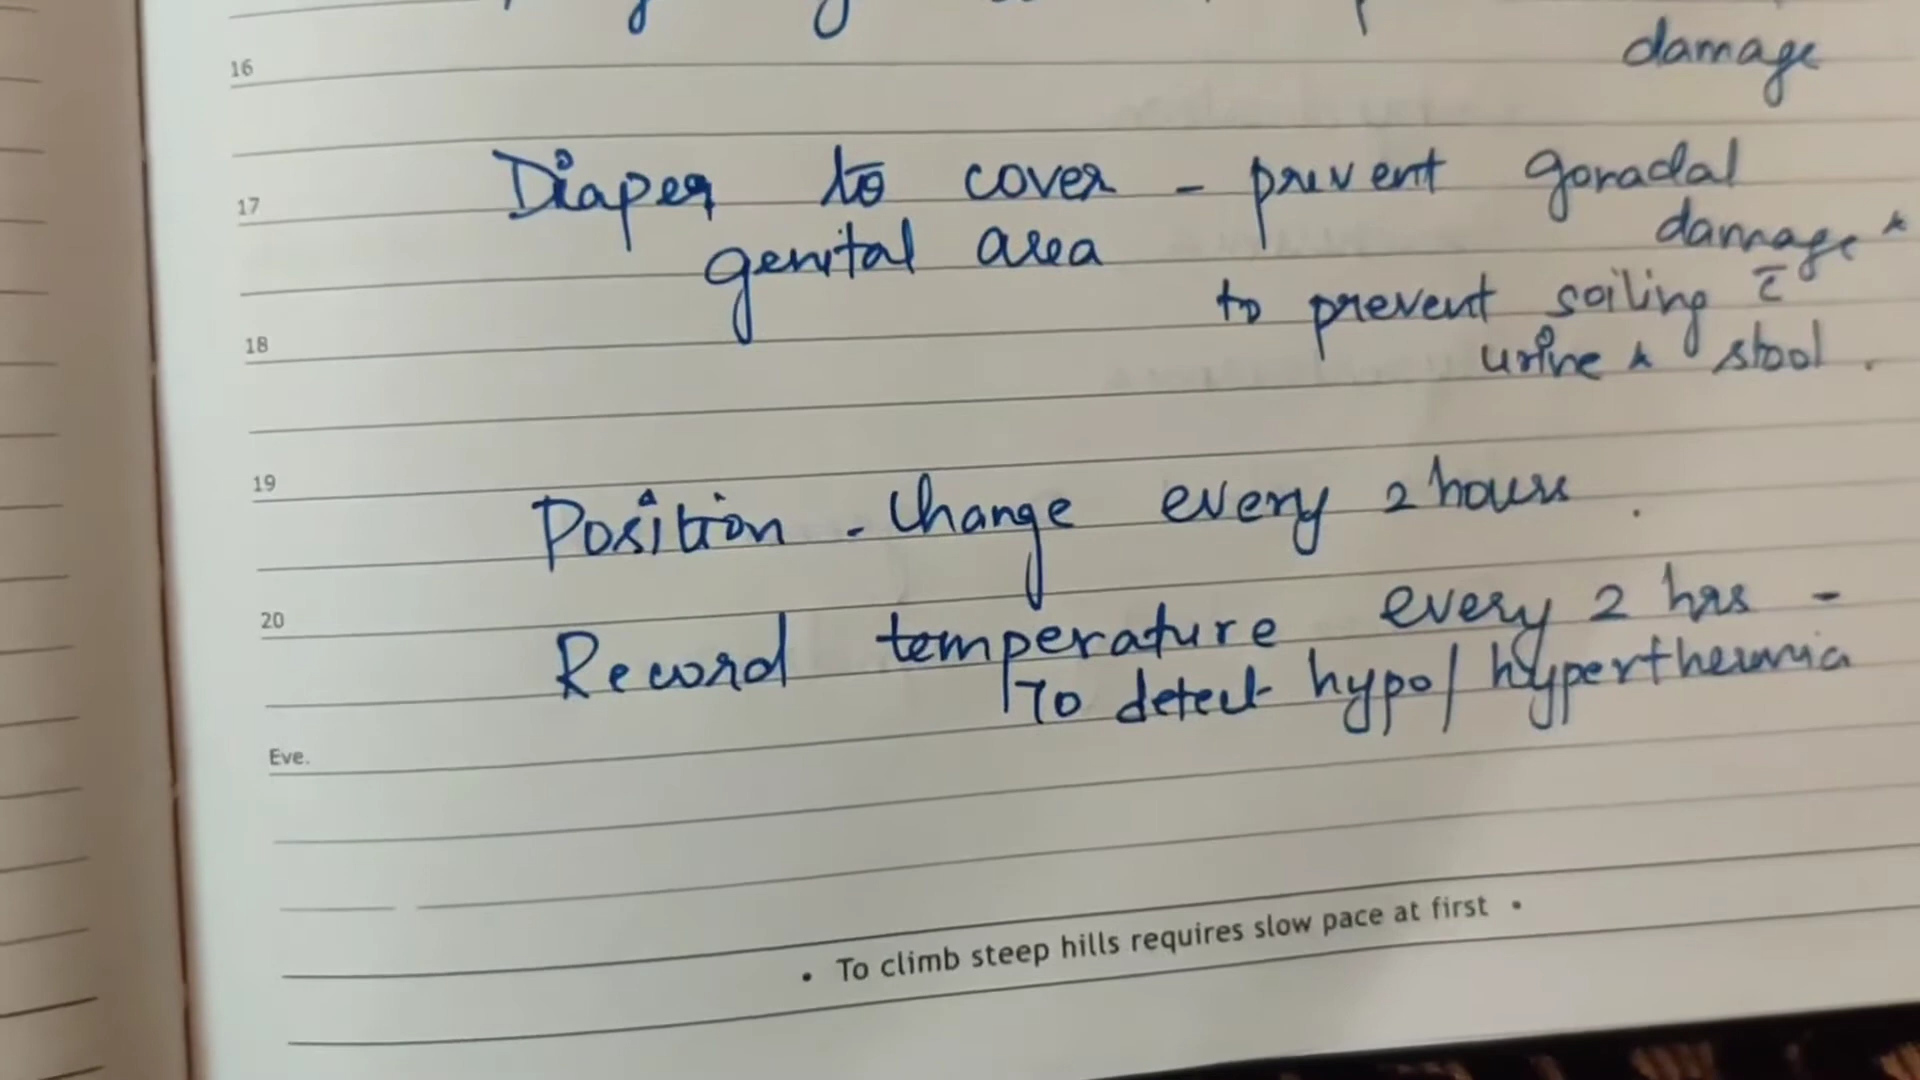 damage
16
Diaper to cover - prevent gonadal
17
genital area damage &
to prevent soiling c̄
18
urine & stool.
19
Position - Change every 2 hours.
20
Record temperature every 2 hrs -
To detect hypo/ hyperthermia
Eve.
• To climb steep hills requires slow pace at first •